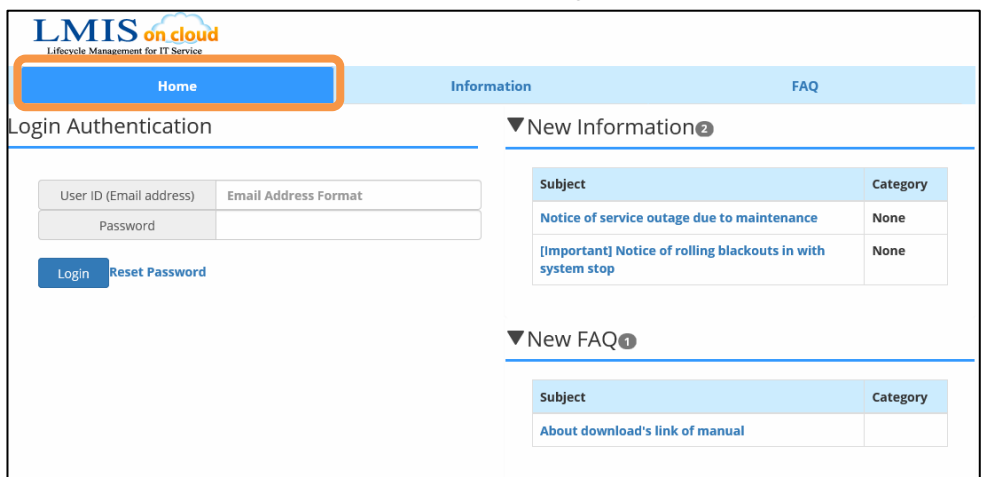 LMIS on cloud
Lifecycle Management for IT Service
Home Information FAQ
Login Authentication
User ID (Email address) Email Address Format
Password
Login Reset Password
▼New Information 2
Subject Category
Notice of service outage due to maintenance None
[Important] Notice of rolling blackouts in with None
system stop
▼New FAQ 1
Subject Category
About download's link of manual